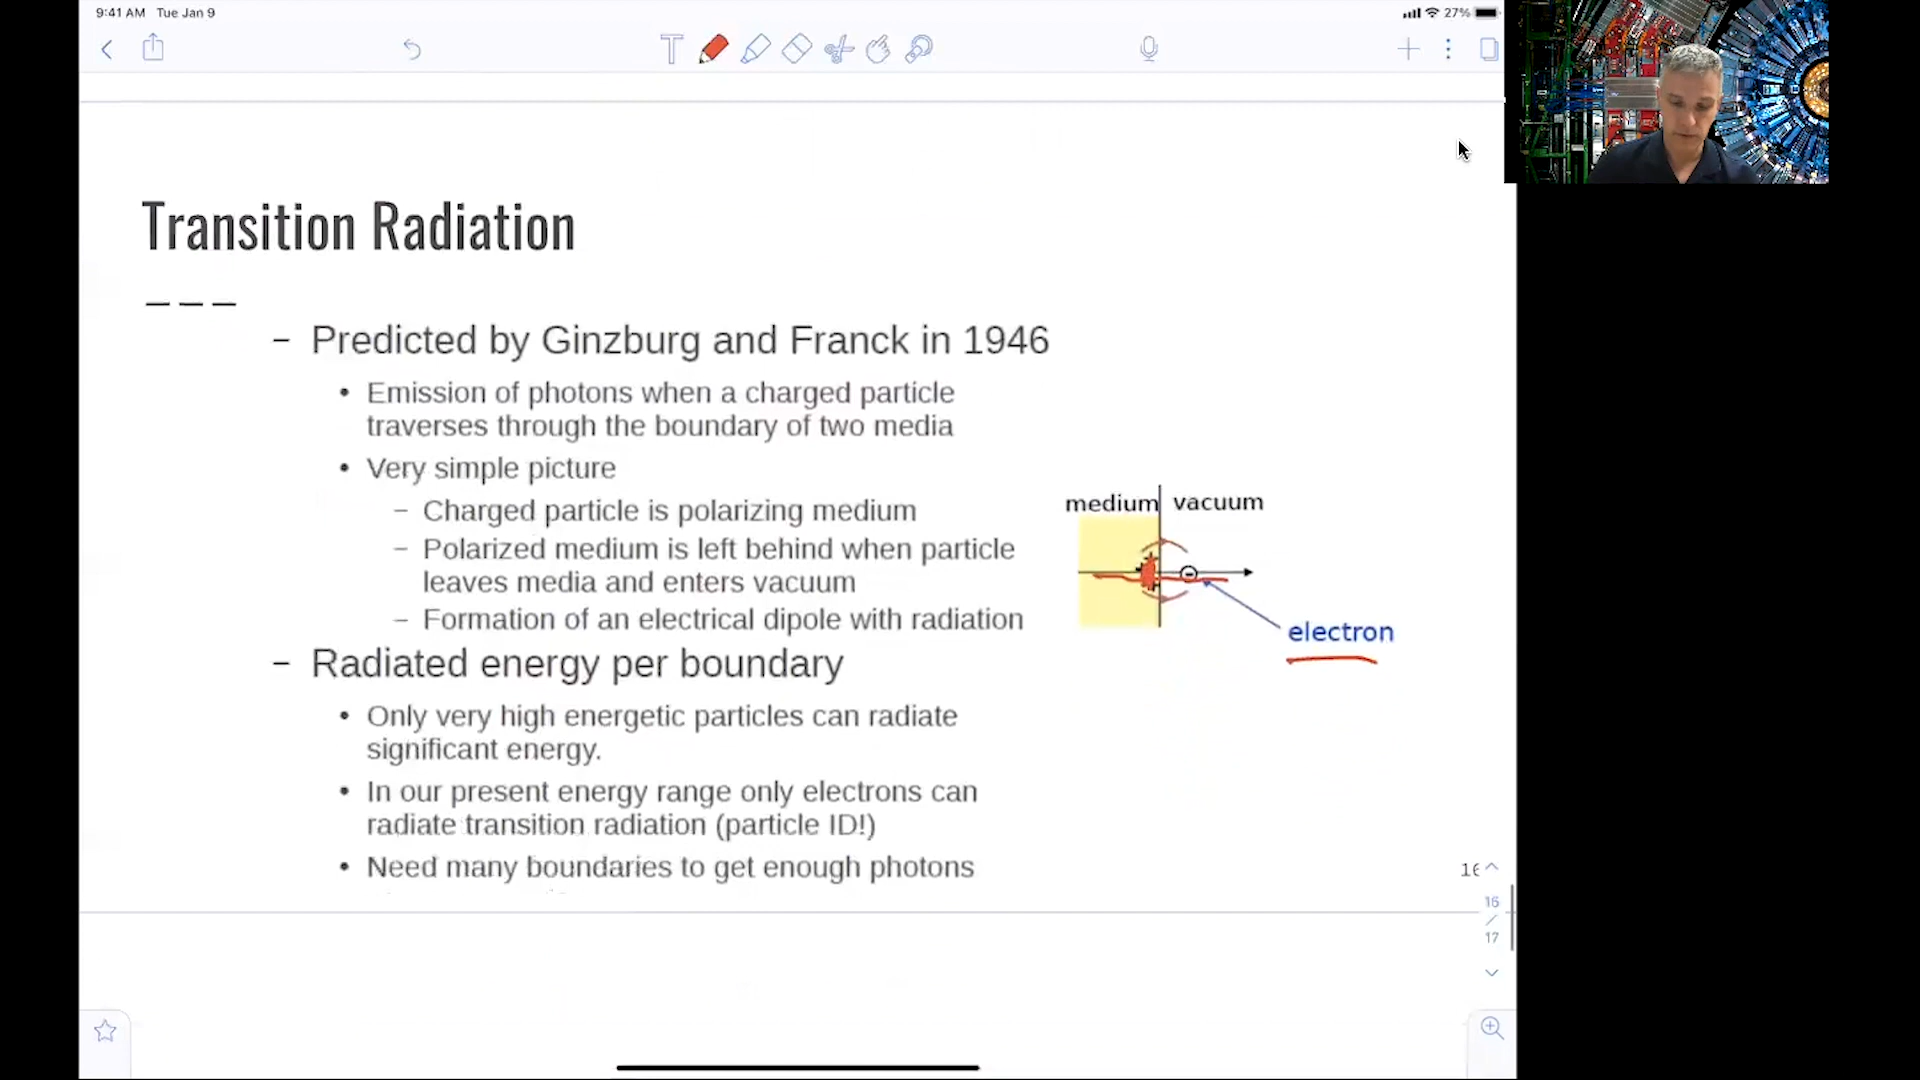 9:41 AM Tue Jan 9
27%
Transition Radiation
– Predicted by Ginzburg and Franck in 1946
• Emission of photons when a charged particle
traverses through the boundary of two media
• Very simple picture
– Charged particle is polarizing medium
– Polarized medium is left behind when particle
leaves media and enters vacuum
– Formation of an electrical dipole with radiation
medium vacuum
electron
– Radiated energy per boundary
• Only very high energetic particles can radiate
significant energy.
• In our present energy range only electrons can
radiate transition radiation (particle ID!)
• Need many boundaries to get enough photons
16
16
/
17